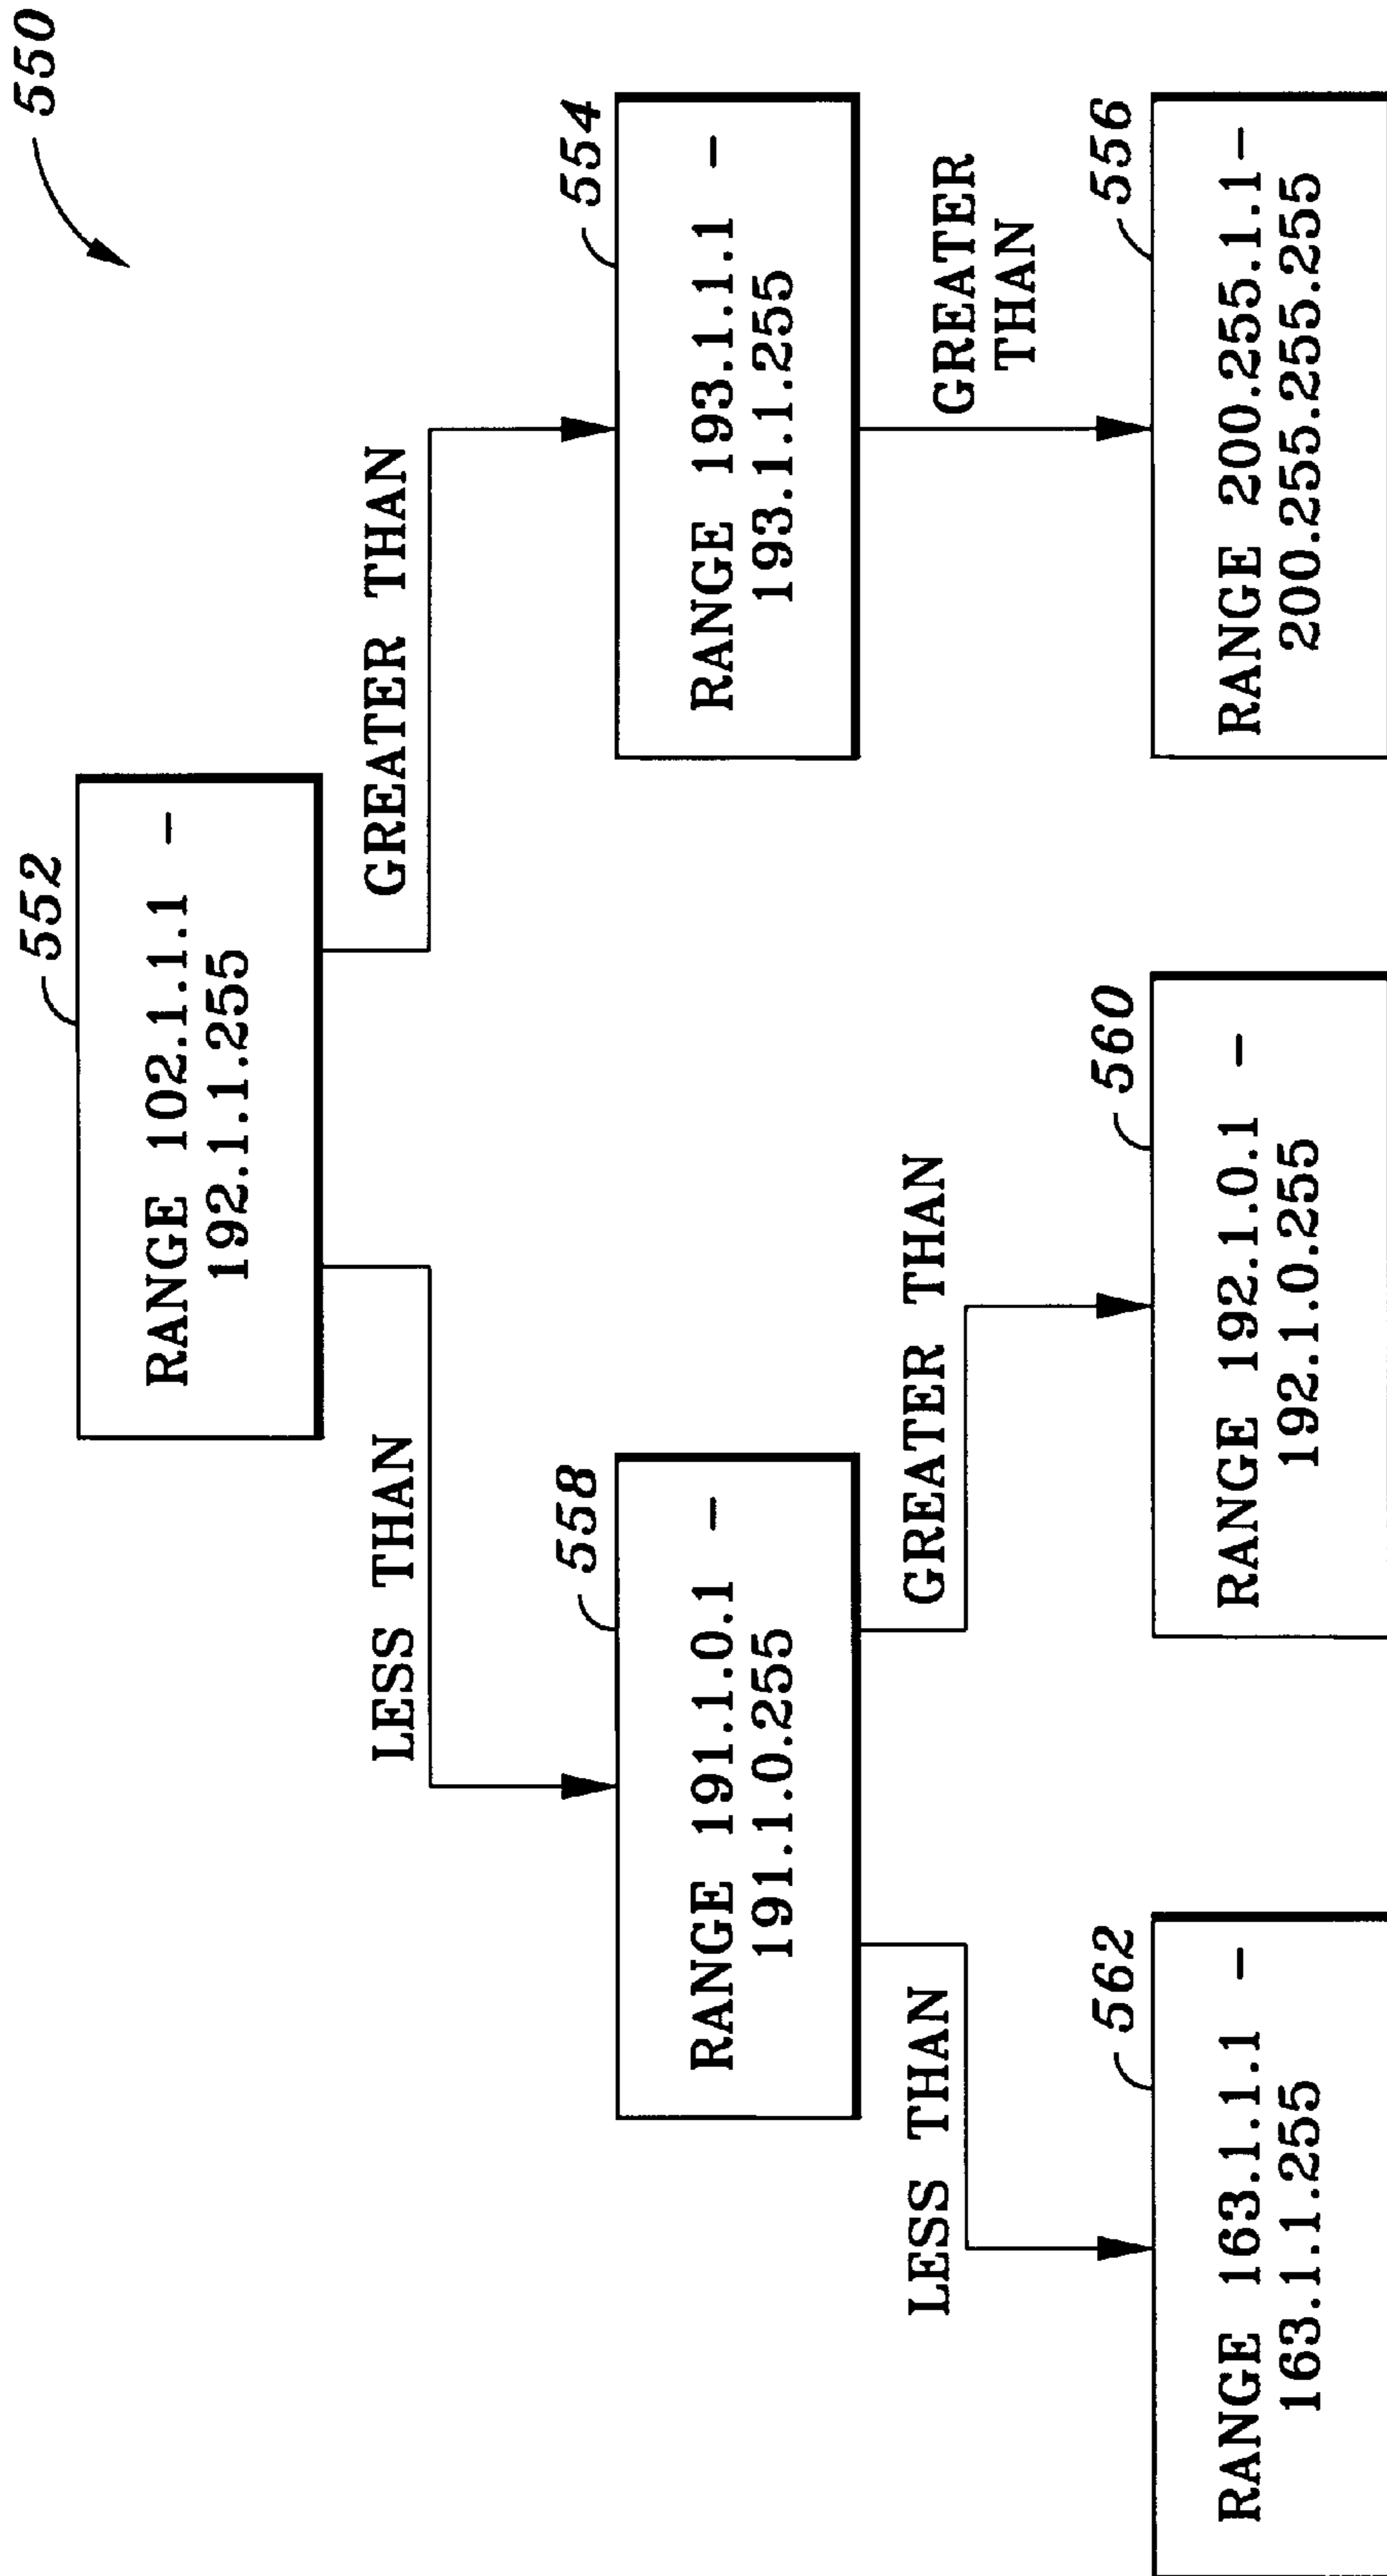 550
552
RANGE 102.1.1.1 -
192.1.1.255
LESS THAN
GREATER THAN
558
RANGE 191.1.0.1 -
191.1.0.255
554
RANGE 193.1.1.1 -
193.1.1.255
LESS THAN
GREATER THAN
GREATER
THAN
562
RANGE 163.1.1.1 -
163.1.1.255
560
RANGE 192.1.0.1 -
192.1.0.255
556
RANGE 200.255.1.1-
200.255.255.255